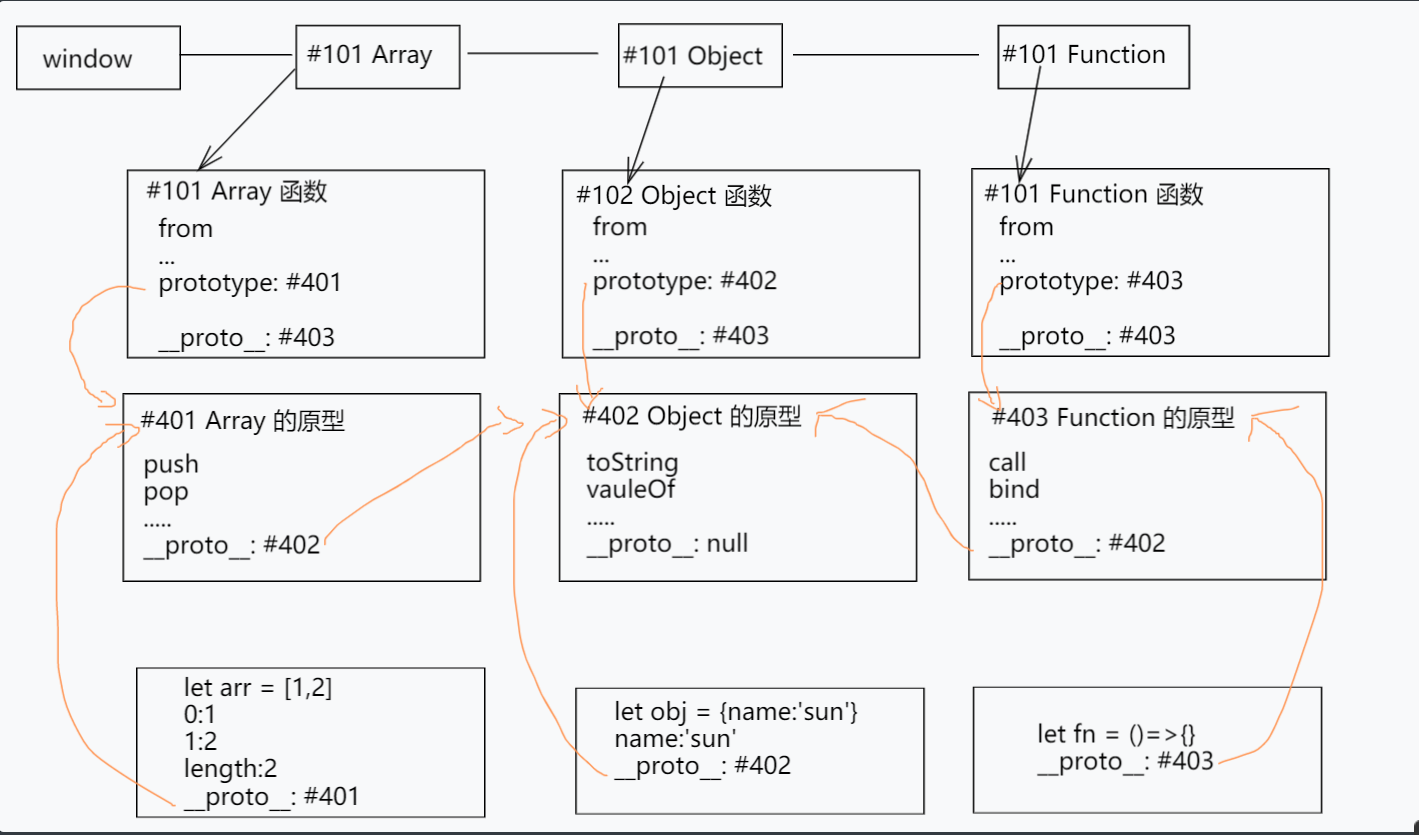 window
#101 Array
#101 Object
#101 Function
#101 Array 函数
from
...
prototype: #401
__proto__: #403
#102 Object 函数
from
...
prototype: #402
__proto__: #403
#101 Function 函数
from
...
prototype: #403
__proto__: #403
#401 Array 的原型
push
pop
.....
__proto__: #402
#402 Object 的原型
toString
vauleOf
.....
__proto__: null
#403 Function 的原型
call
bind
.....
__proto__: #402
let arr = [1,2]
0:1
1:2
length:2
__proto__: #401
let obj = {name:'sun'}
name:'sun'
__proto__: #402
let fn = ()=>{}
__proto__: #403